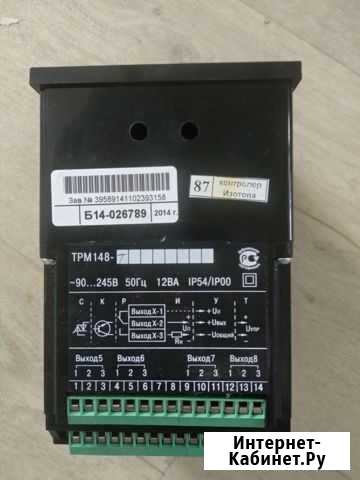 Зав.№ 39589141102393158
Б14-026789
2014 г.
87
контролер
Изотопа
ТРМ148-
~90...245В 50Гц 12ВА IP54/IP00
С К Р И У Т
Выход X-1
Выход X-2
Выход X-3
Uп
Rн
+Uп
+Uвых
-Uобщий
Uупр
Выход5 Выход6 Выход7 Выход8
1 2 3 1 2 3 1 2 3 1 2 3
1 2 3 4 5 6 7 8 9 10 11 12 13 14
Интернет-
Кабинет.Ру